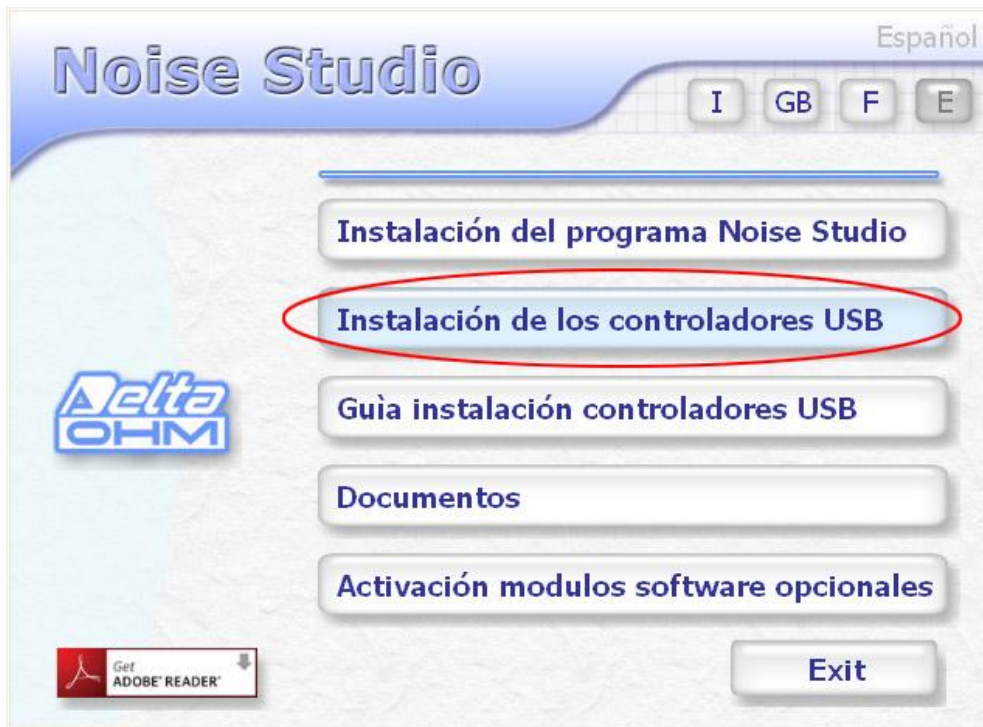 Español
Noise Studio
I GB F E
Instalación del programa Noise Studio
Instalación de los controladores USB
Guìa instalación controladores USB
Delta
OHM
Documentos
Activación modulos software opcionales
Get
ADOBE® READER®
Exit